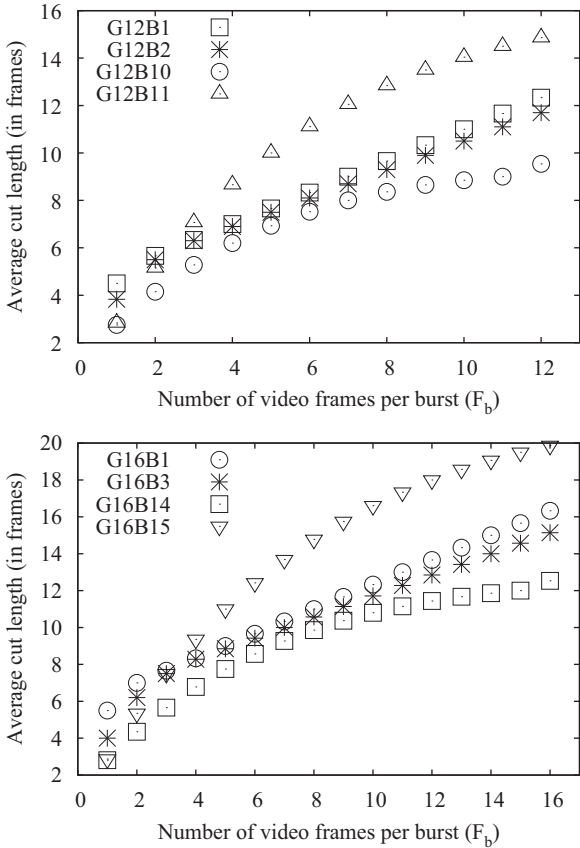 16
14
12
10
8
6
4
2
Average cut length (in frames)
G12B1
G12B2
G12B10
G12B11
0 2 4 6 8 10 12
Number of video frames per burst (F_b)
20
18
16
14
12
10
8
6
4
2
Average cut length (in frames)
G16B1
G16B3
G16B14
G16B15
0 2 4 6 8 10 12 14 16
Number of video frames per burst (F_b)